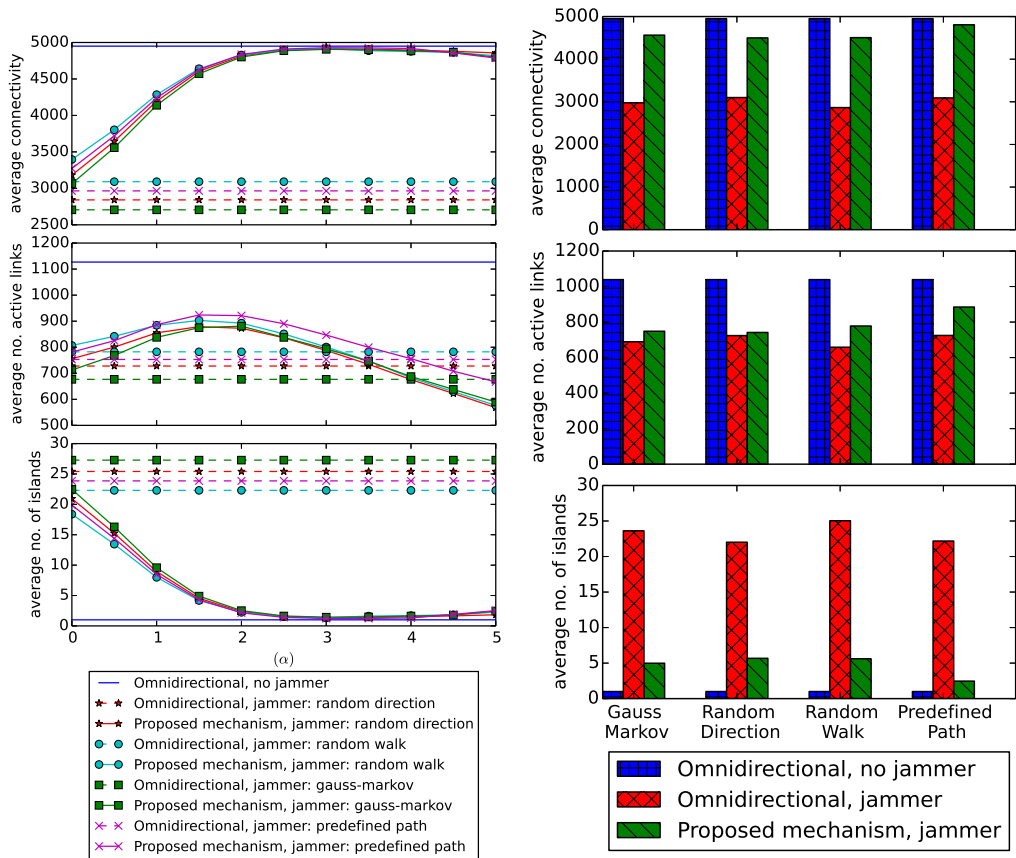 average connectivity
5000
4500
4000
3500
3000
2500
average no. active links
1200
1100
1000
900
800
700
600
500
average no. of islands
30
25
20
15
10
5
0
0 1 2 3 4 5
(α)
Omnidirectional, no jammer
Omnidirectional, jammer: random direction
Proposed mechanism, jammer: random direction
Omnidirectional, jammer: random walk
Proposed mechanism, jammer: random walk
Omnidirectional, jammer: gauss-markov
Proposed mechanism, jammer: gauss-markov
Omnidirectional, jammer: predefined path
Proposed mechanism, jammer: predefined path
average connectivity
5000
4000
3000
2000
1000
0
average no. active links
1200
1000
800
600
400
200
0
average no. of islands
30
25
20
15
10
5
0
Gauss Random Random Predefined
Markov Direction Walk Path
Omnidirectional, no jammer
Omnidirectional, jammer
Proposed mechanism, jammer